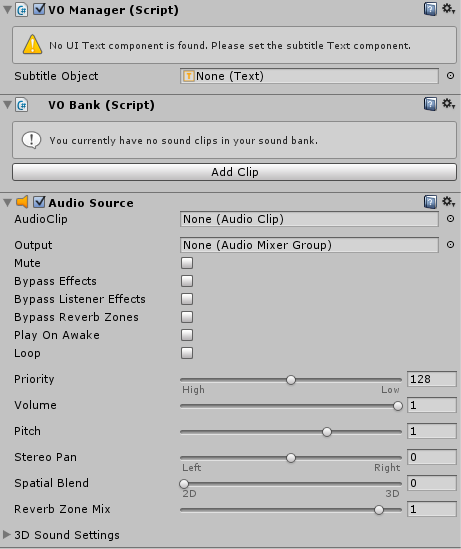 VO Manager (Script)
No UI Text component is found. Please set the subtitle Text component.
Subtitle Object None (Text)
VO Bank (Script)
You currently have no sound clips in your sound bank.
Add Clip
Audio Source
AudioClip None (Audio Clip)
Output None (Audio Mixer Group)
Mute
Bypass Effects
Bypass Listener Effects
Bypass Reverb Zones
Play On Awake
Loop
Priority 128
High Low
Volume 1
Pitch 1
Stereo Pan 0
Left Right
Spatial Blend 0
2D 3D
Reverb Zone Mix 1
3D Sound Settings